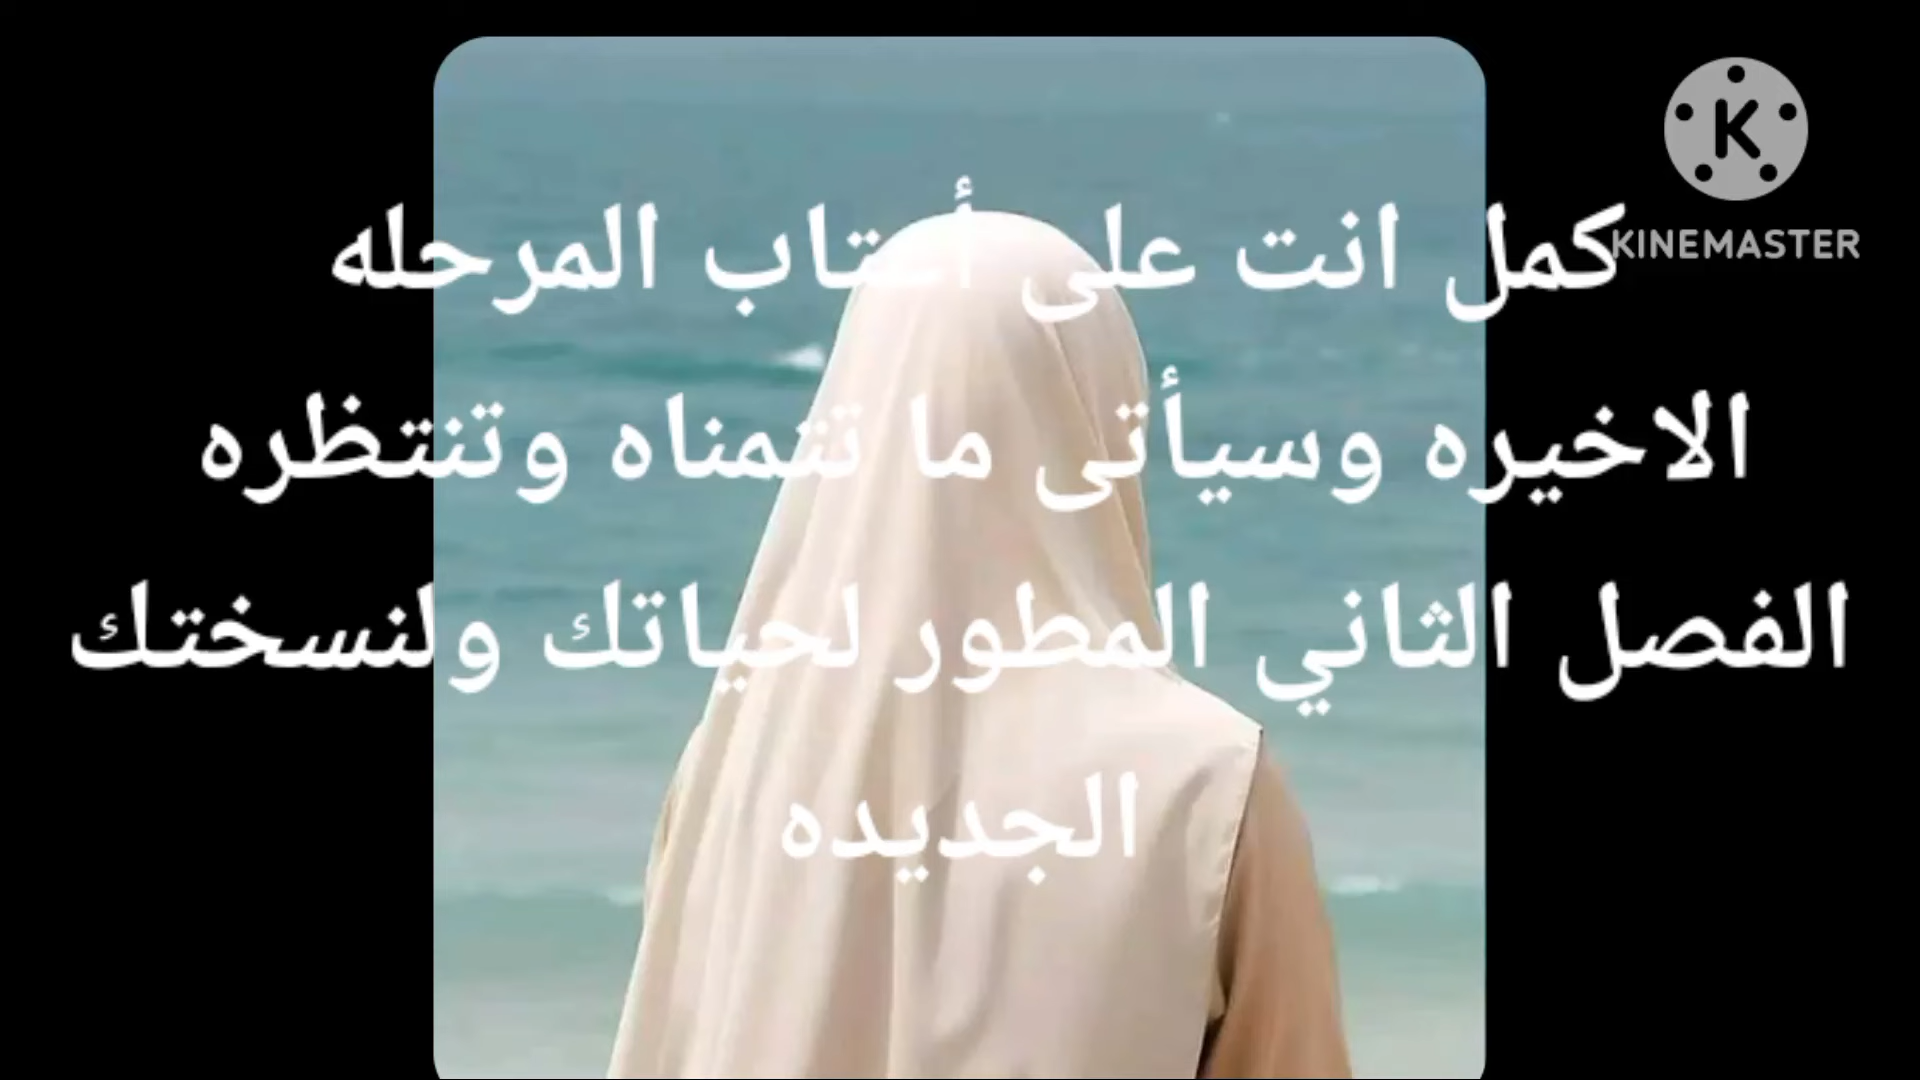 كمل انت على أعتاب المرحله
الاخيره وسيأتى ما تتمناه وتنتظره
الفصل الثاني المطور لحياتك ولنسختك
الجديده
KINEMASTER